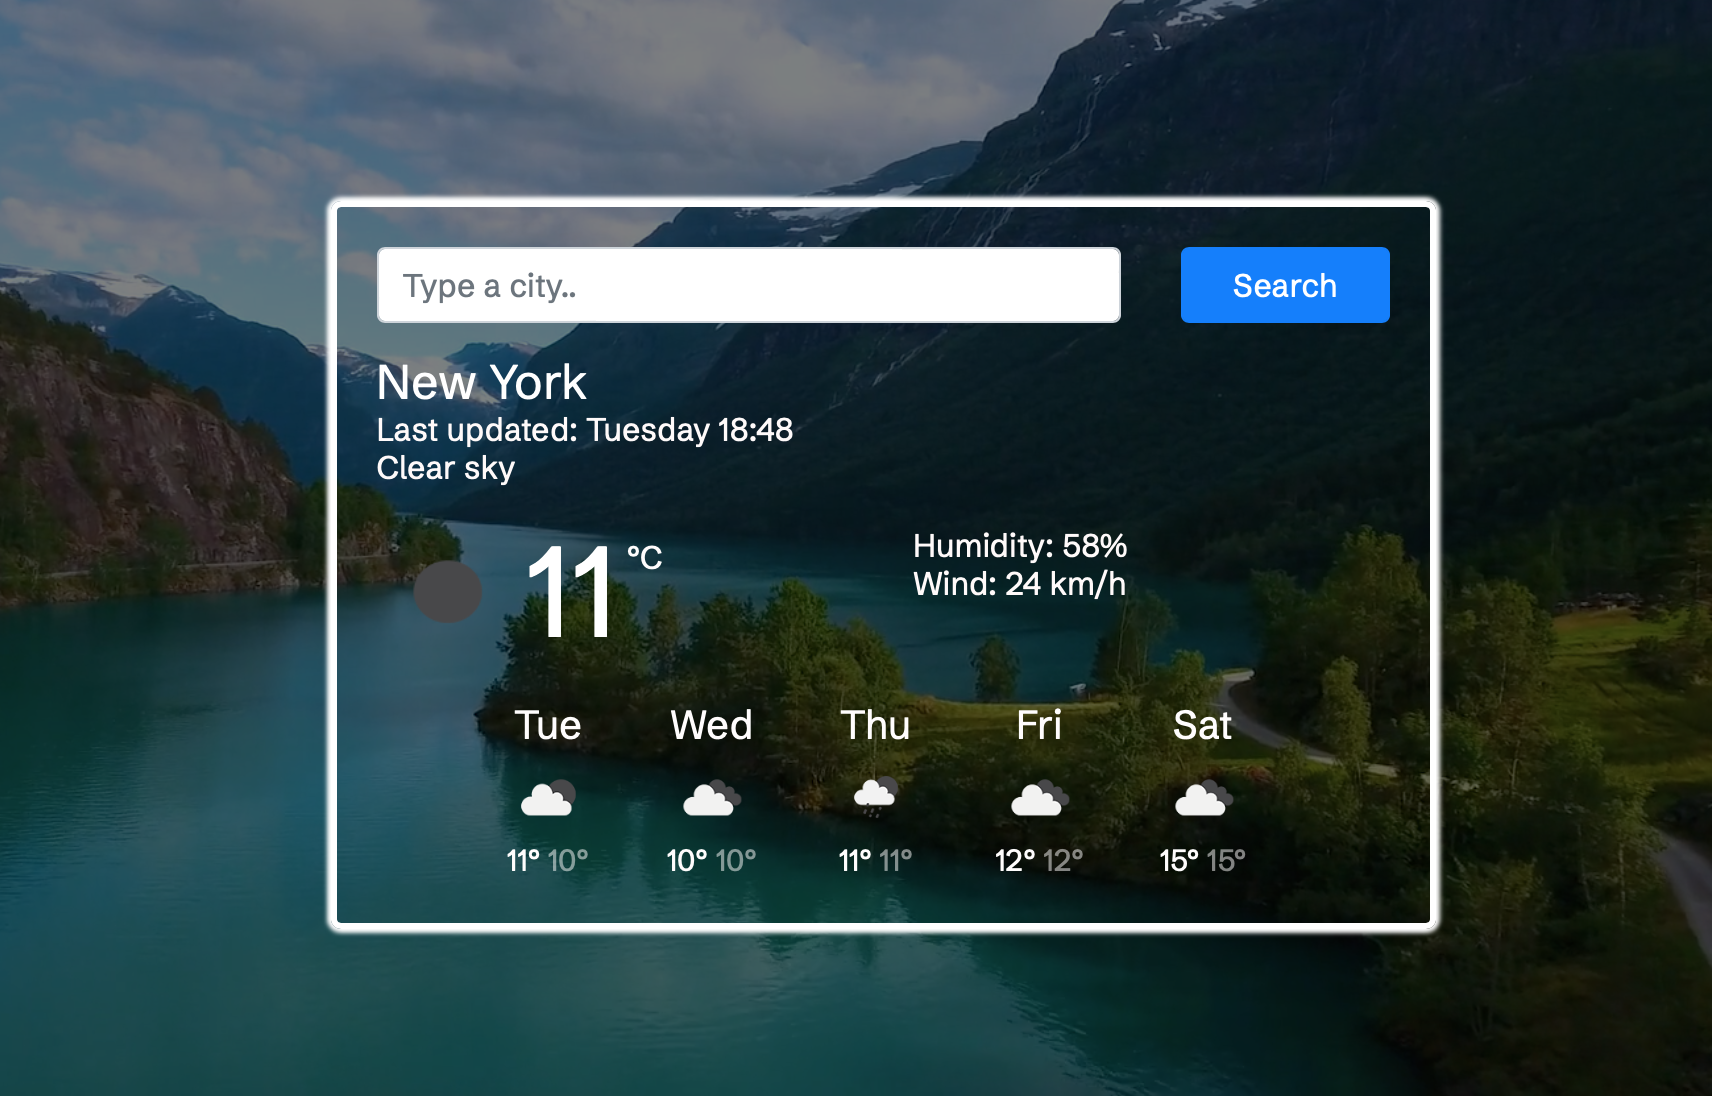 Type a city..
Search
New York
Last updated: Tuesday 18:48
Clear sky
11 °C
Humidity: 58%
Wind: 24 km/h
Tue Wed Thu Fri Sat
11° 10° 10° 10° 11° 11° 12° 12° 15° 15°